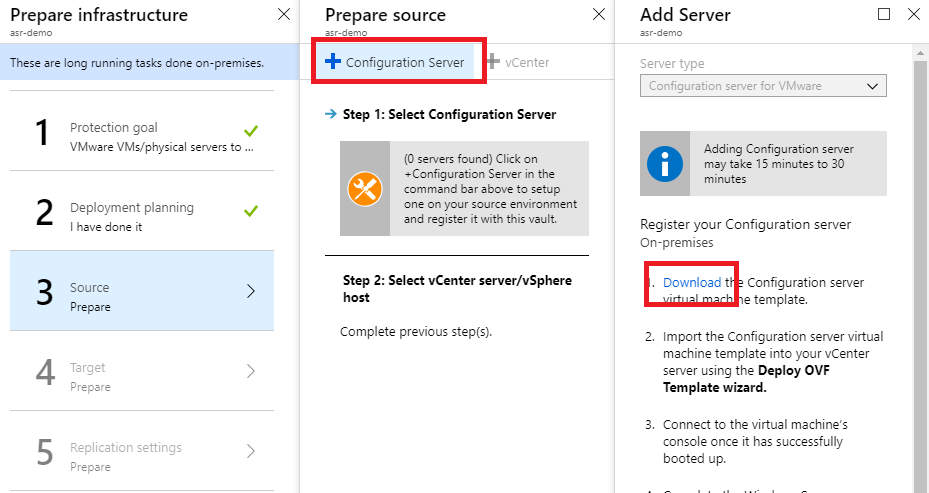 Prepare infrastructure
asr-demo
These are long running tasks done on-premises.
1
Protection goal
VMware VMs/physical servers to ...
2
Deployment planning
I have done it
3
Source
Prepare
4
Target
Prepare
5
Replication settings
Prepare
Prepare source
asr-demo
Configuration Server
vCenter
Step 1: Select Configuration Server
(0 servers found) Click on
+Configuration Server in the
command bar above to setup
one on your source environment
and register it with this vault.
Step 2: Select vCenter server/vSphere
host
Complete previous step(s).
Add Server
asr-demo
Server type
Configuration server for VMware
Adding Configuration server
may take 15 minutes to 30
minutes
Register your Configuration server
On-premises
1. Download the Configuration server
virtual machine template.
2. Import the Configuration server virtual
machine template into your vCenter
server using the Deploy OVF
Template wizard.
3. Connect to the virtual machine's
console once it has successfully
booted up.